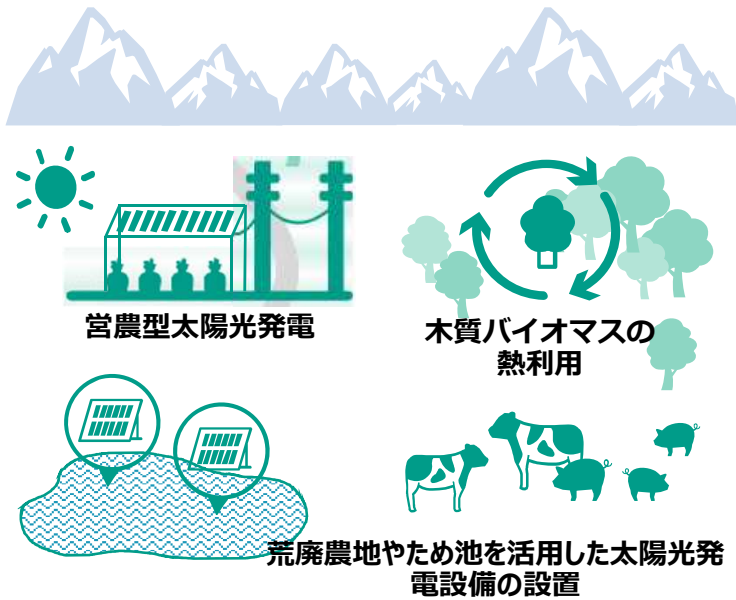 営農型太陽光発電
木質バイオマスの
熱利用
荒廃農地やため池を活用した太陽光発
電設備の設置